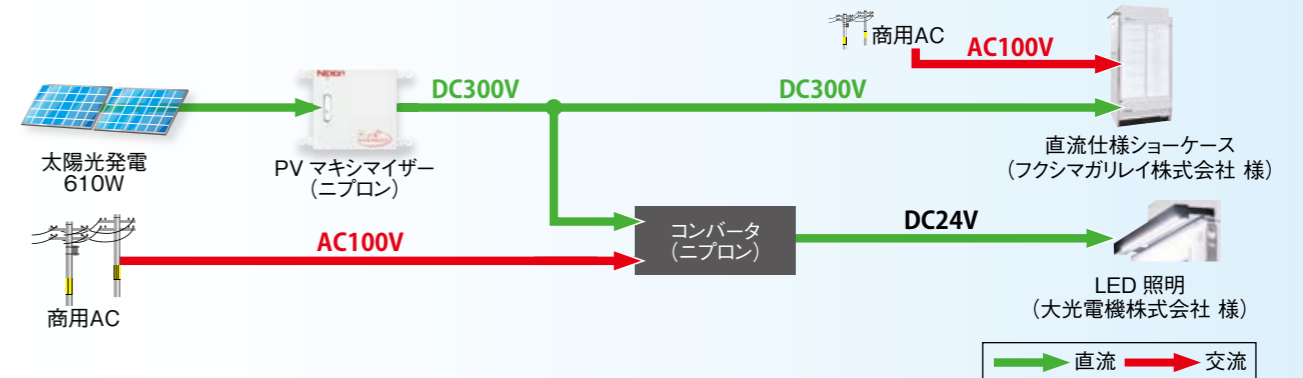 商用AC
AC100V
DC300V
DC300V
太陽光発電
610W
PV マキシマイザー
（ニプロン）
直流仕様ショーケース
（フクシマガリレイ株式会社 様）
AC100V
コンバータ
（ニプロン）
DC24V
商用AC
LED 照明
（大光電機株式会社 様）
直流
交流